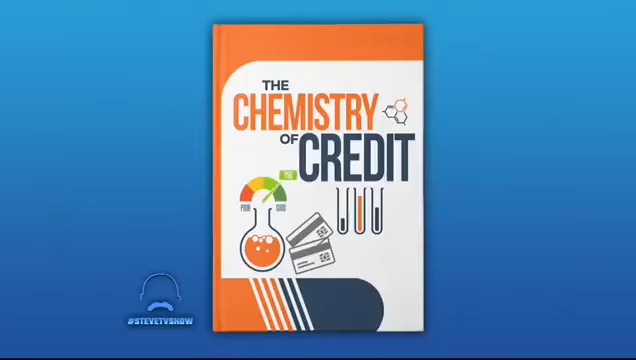 THE
CHEMISTRY
OF
CREDIT
POOR
GOOD
#STEVETVSHOW